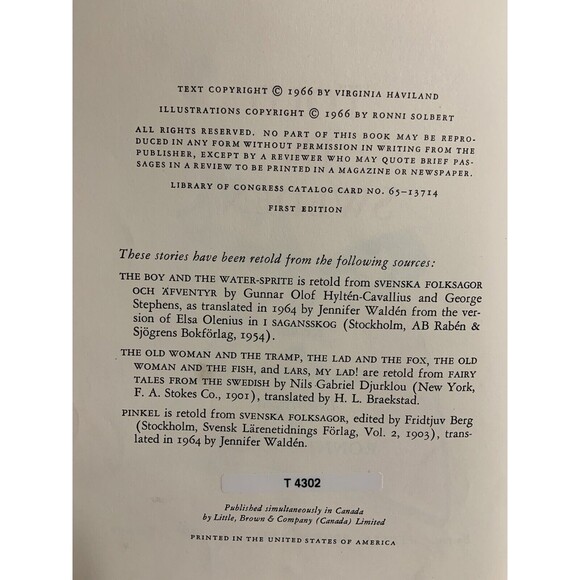 TEXT COPYRIGHT © 1966 BY VIRGINIA HAVILAND
ILLUSTRATIONS COPYRIGHT © 1966 BY RONNI SOLBERT
ALL RIGHTS RESERVED. NO PART OF THIS BOOK MAY BE REPRO-
DUCED IN ANY FORM WITHOUT PERMISSION IN WRITING FROM THE
PUBLISHER, EXCEPT BY A REVIEWER WHO MAY QUOTE BRIEF PAS-
SAGES IN A REVIEW TO BE PRINTED IN A MAGAZINE OR NEWSPAPER.
LIBRARY OF CONGRESS CATALOG CARD NO. 65-13714
FIRST EDITION
These stories have been retold from the following sources:
THE BOY AND THE WATER-SPRITE is retold from SVENSKA FOLKSAGOR
OCH ÄFVENTYR by Gunnar Olof Hyltén-Cavallius and George
Stephens, as translated in 1964 by Jennifer Waldén from the ver-
sion of Elsa Olenius in I SAGANSSKOG (Stockholm, AB Rabén &
Sjögrens Bokförlag, 1954).
THE OLD WOMAN AND THE TRAMP, THE LAD AND THE FOX, THE OLD
WOMAN AND THE FISH, and LARS, MY LAD! are retold from FAIRY
TALES FROM THE SWEDISH by Nils Gabriel Djurklou (New York,
F. A. Stokes Co., 1901), translated by H. L. Braekstad.
PINKEL is retold from SVENSKA FOLKSAGOR, edited by Fridtjuv Berg
(Stockholm, Svensk Lärenetidnings Förlag, Vol. 2, 1903), trans-
lated in 1964 by Jennifer Waldén.
T 4302
Published simultaneously in Canada
by Little, Brown & Company (Canada) Limited
PRINTED IN THE UNITED STATES OF AMERICA